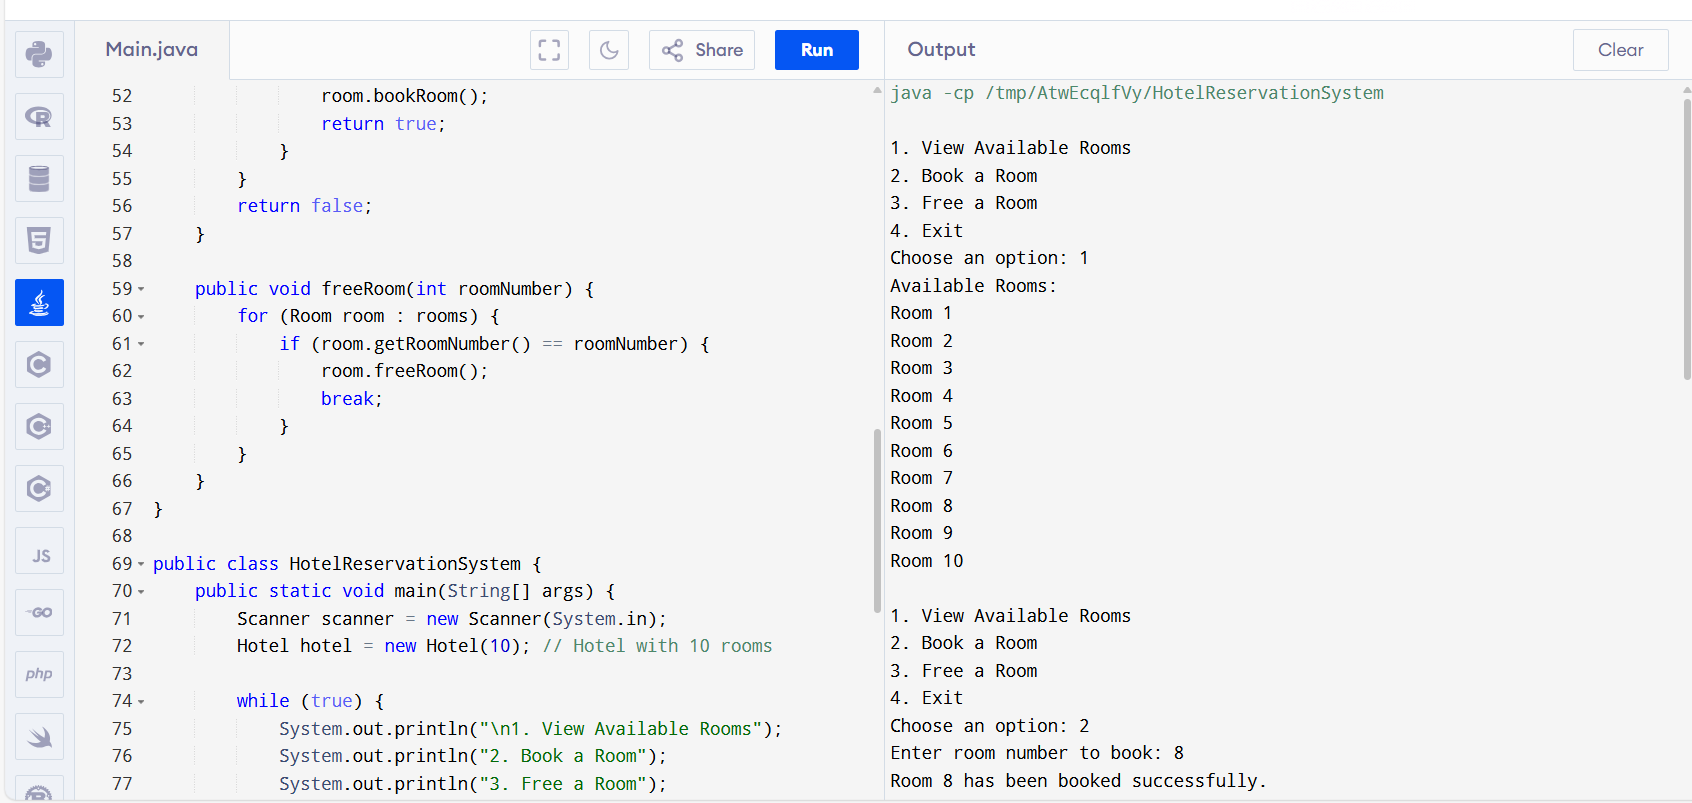 Main.java
Share
Run
Output
Clear
52 room.bookRoom();
53 return true;
54 }
55 }
56 return false;
57 }
58
59 public void freeRoom(int roomNumber) {
60 for (Room room : rooms) {
61 if (room.getRoomNumber() == roomNumber) {
62 room.freeRoom();
63 break;
64 }
65 }
66 }
67 }
68
69 public class HotelReservationSystem {
70 public static void main(String[] args) {
71 Scanner scanner = new Scanner(System.in);
72 Hotel hotel = new Hotel(10); // Hotel with 10 rooms
73
74 while (true) {
75 System.out.println("\n1. View Available Rooms");
76 System.out.println("2. Book a Room");
77 System.out.println("3. Free a Room");
java -cp /tmp/AtwEcqlfVy/HotelReservationSystem
1. View Available Rooms
2. Book a Room
3. Free a Room
4. Exit
Choose an option: 1
Available Rooms:
Room 1
Room 2
Room 3
Room 4
Room 5
Room 6
Room 7
Room 8
Room 9
Room 10
1. View Available Rooms
2. Book a Room
3. Free a Room
4. Exit
Choose an option: 2
Enter room number to book: 8
Room 8 has been booked successfully.
R
5
C
C
C
JS
GO
php